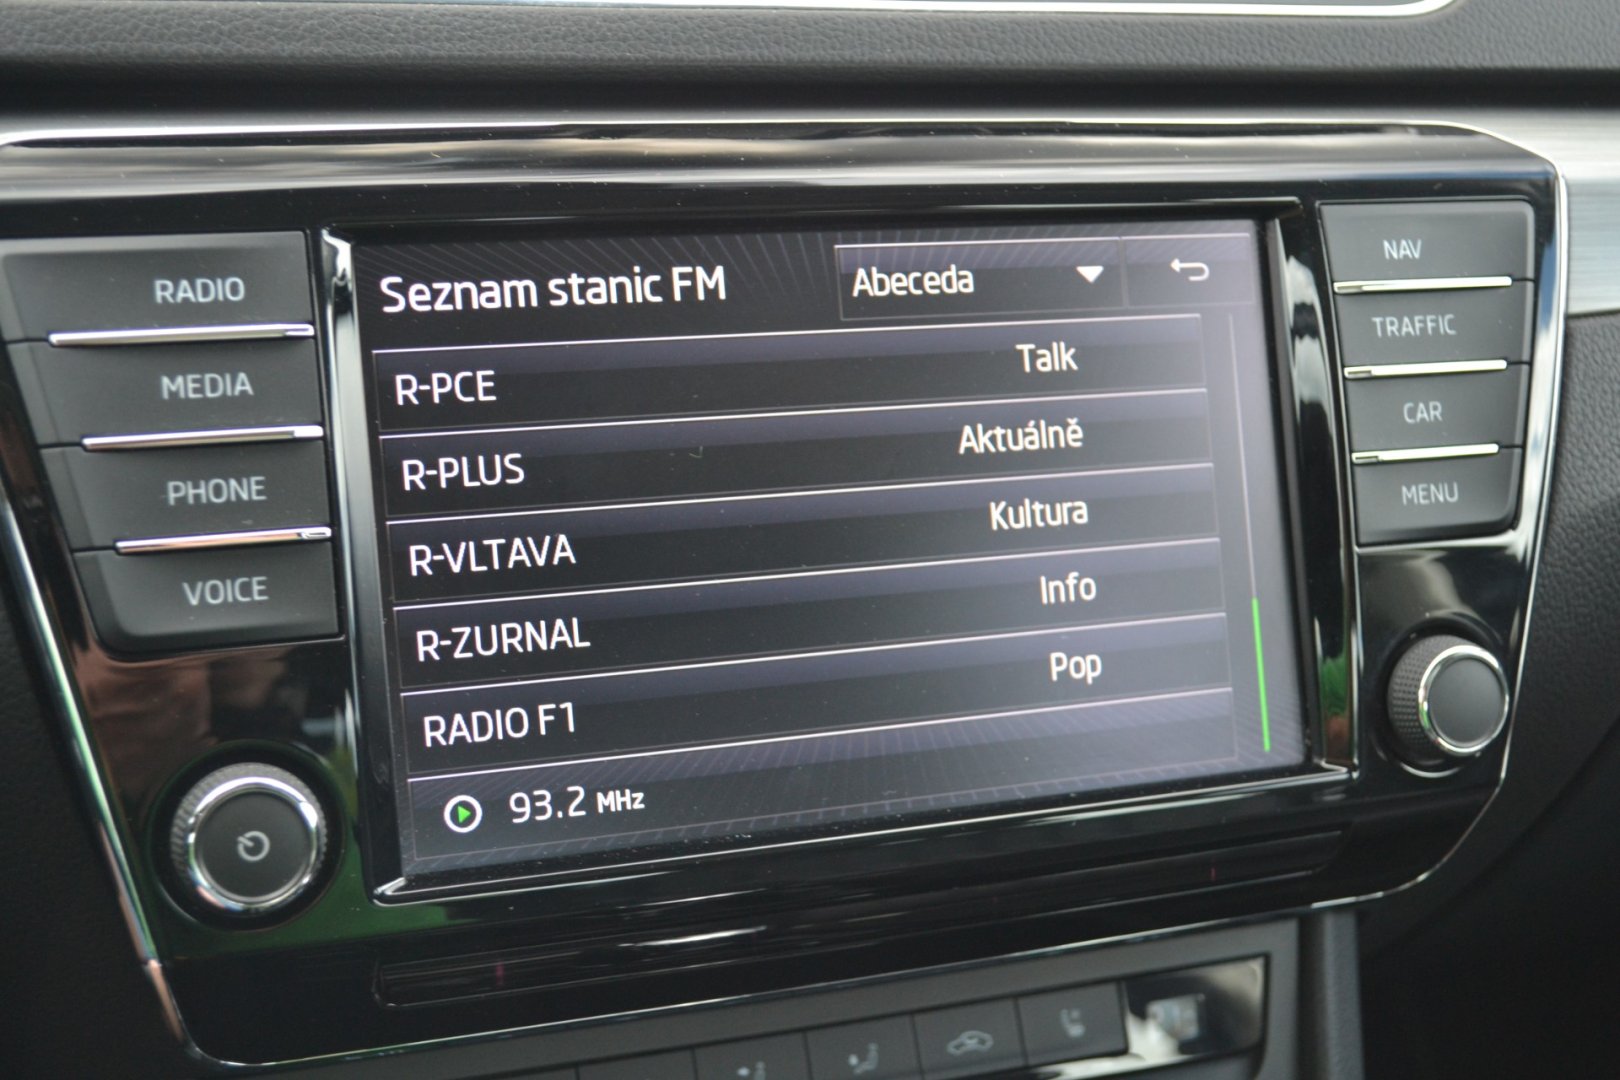 RADIO
MEDIA
PHONE
VOICE
Seznam stanic FM
Abeceda
R-PCE Talk
R-PLUS Aktuálně
R-VLTAVA Kultura
R-ZURNAL Info
RADIO F1 Pop
93.2 MHz
NAV
TRAFFIC
CAR
MENU